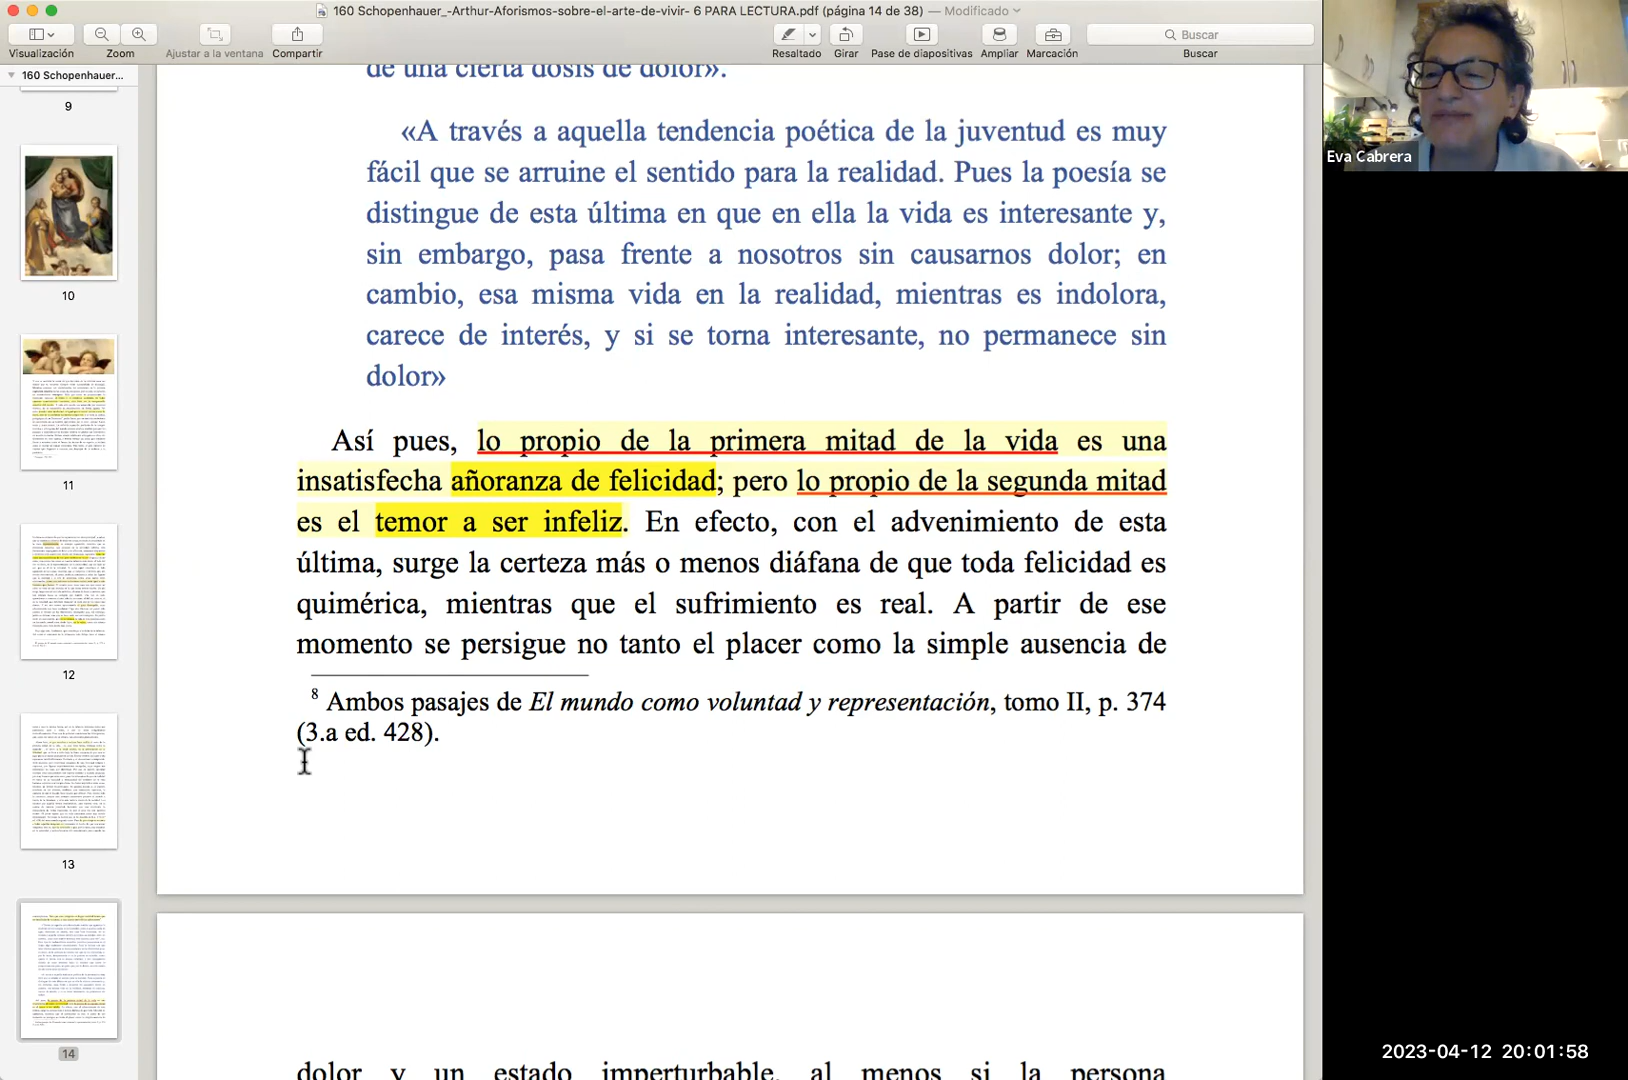 160 Schopenhauer_-Arthur-Aforismos-sobre-el-arte-de-vivir- 6 PARA LECTURA.pdf (página 14 de 38) — Modificado
Visualización
Zoom
Ajustar a la ventana
Compartir
Resaltado
Girar
Pase de diapositivas
Ampliar
Marcación
Buscar
Buscar
160 Schopenhauer...
9
10
11
12
13
14
de una cierta dosis de dolor».
«A través a aquella tendencia poética de la juventud es muy
fácil que se arruine el sentido para la realidad. Pues la poesía se
distingue de esta última en que en ella la vida es interesante y,
sin embargo, pasa frente a nosotros sin causarnos dolor; en
cambio, esa misma vida en la realidad, mientras es indolora,
carece de interés, y si se torna interesante, no permanece sin
dolor»
Así pues, lo propio de la primera mitad de la vida es una
insatisfecha añoranza de felicidad; pero lo propio de la segunda mitad
es el temor a ser infeliz. En efecto, con el advenimiento de esta
última, surge la certeza más o menos diáfana de que toda felicidad es
quimérica, mientras que el sufrimiento es real. A partir de ese
momento se persigue no tanto el placer como la simple ausencia de
8 Ambos pasajes de El mundo como voluntad y representación, tomo II, p. 374
(3.a ed. 428).
dolor y un estado imperturbable, al menos si la persona
Eva Cabrera
2023-04-12 20:01:58